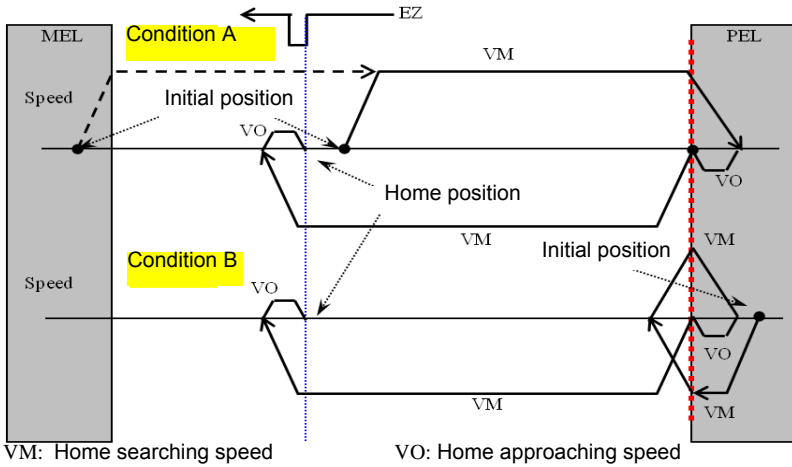 EZ
MEL
Condition A
PEL
VM
Speed
Initial position
VO
VO
Home position
VM
VM
Initial position
Condition B
Speed
VO
VO
VM
VM
VM: Home searching speed
VO: Home approaching speed